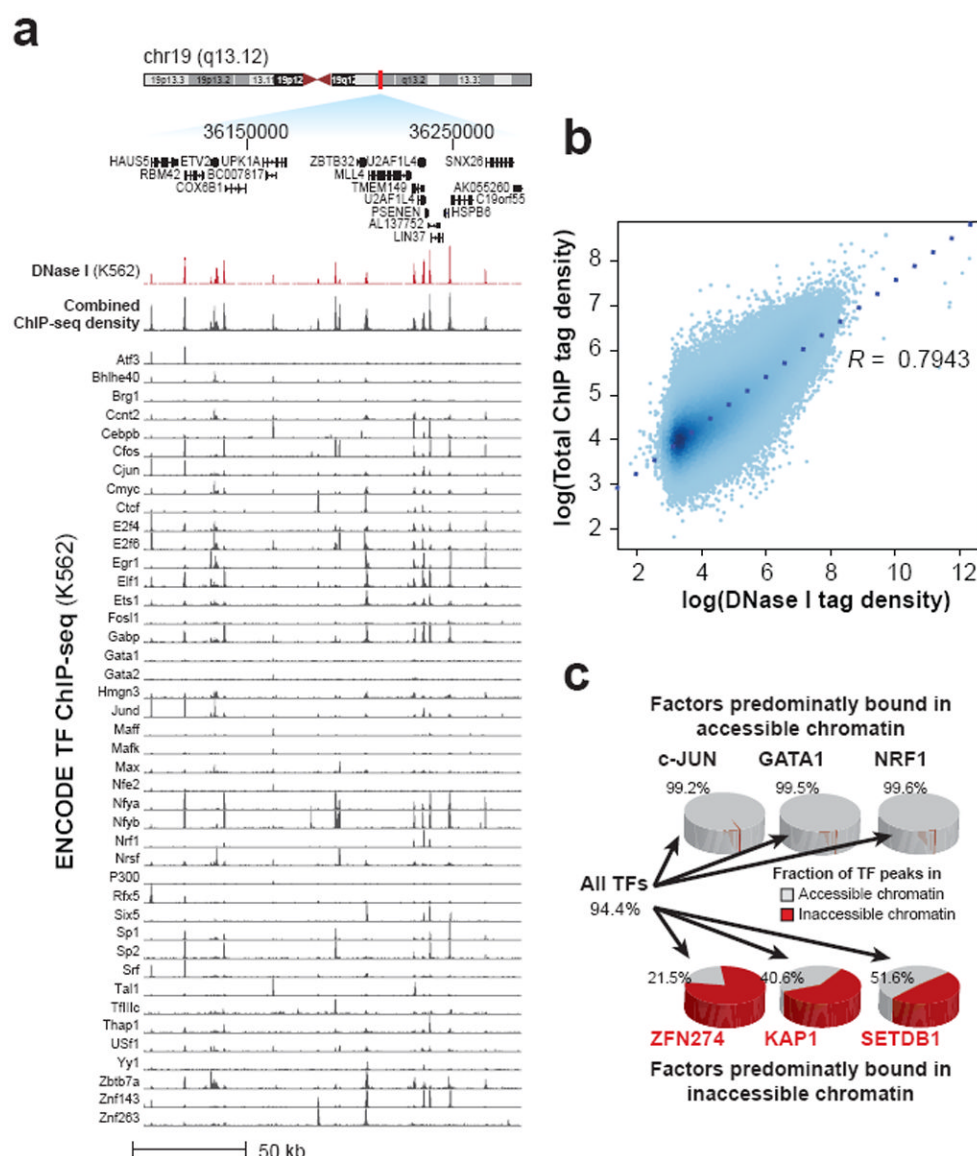 a
chr19 (q13.12)
19p13.3 19p13.2 13.11 19p12 19q12 q13.2 13.33
36150000 36250000
HAUS5 ETV2 UPK1A ZBTB32 U2AF1L4 SNX26
RBM42 BC007817 MLL4
COX6B1 TMEM149 AK055260
U2AF1L4 C19orf55
PSENEN HSPB6
AL137752
LIN37
DNase I (K562)
Combined
ChIP-seq density
ENCODE TF ChIP-seq (K562)
Atf3
Bhlhe40
Brg1
Ccnt2
Cebpb
Cfos
Cjun
Cmyc
Ctcf
E2f4
E2f6
Egr1
Elf1
Ets1
Fosl1
Gabp
Gata1
Gata2
Hmgn3
Jund
Maff
Mafk
Max
Nfe2
Nfya
Nfyb
Nrf1
Nrsf
P300
Rfx5
Six5
Sp1
Sp2
Srf
Tal1
TfIIIc
Thap1
USf1
Yy1
Zbtb7a
Znf143
Znf263
50 kb
b
log(Total ChIP tag density)
8
7
6
5
4
3
2
R = 0.7943
2 4 6 8 10 12
log(DNase I tag density)
c
Factors predominatly bound in
accessible chromatin
c-JUN GATA1 NRF1
99.2% 99.5% 99.6%
All TFs
94.4%
Fraction of TF peaks in
Accessible chromatin
Inaccessible chromatin
21.5% 40.6% 51.6%
ZFN274 KAP1 SETDB1
Factors predominatly bound in
inaccessible chromatin